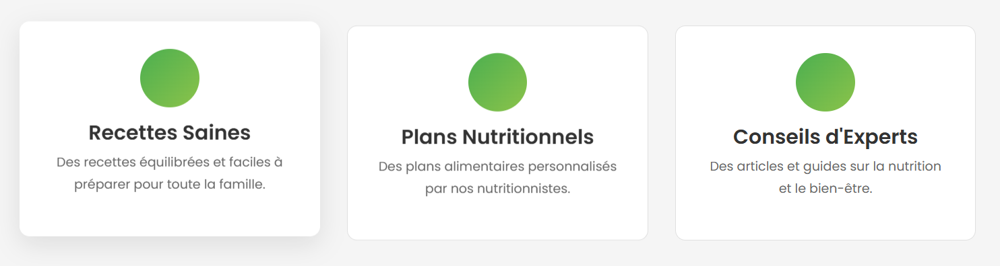 Recettes Saines
Des recettes équilibrées et faciles à
préparer pour toute la famille.
Plans Nutritionnels
Des plans alimentaires personnalisés
par nos nutritionnistes.
Conseils d'Experts
Des articles et guides sur la nutrition
et le bien-être.